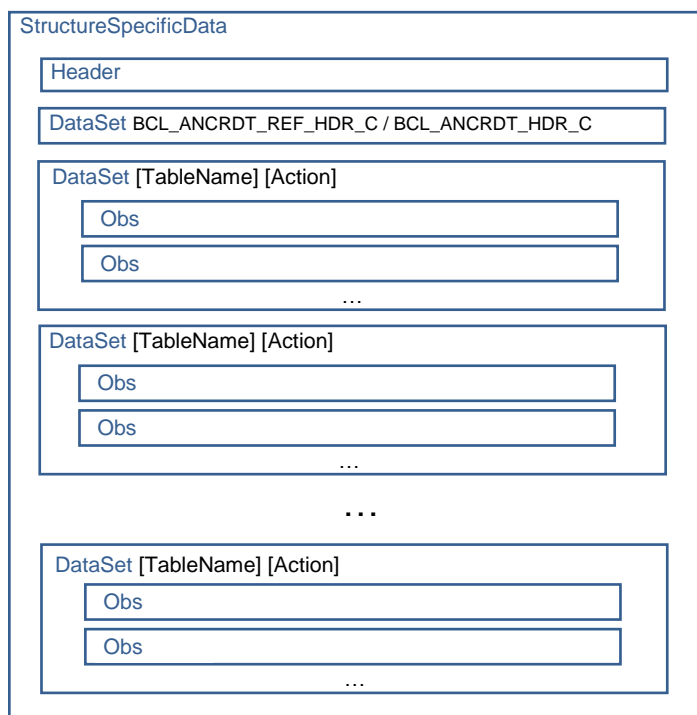 StructureSpecificData
Header
DataSet BCL_ANCRDT_REF_HDR_C / BCL_ANCRDT_HDR_C
DataSet [TableName] [Action]
Obs
Obs
...
DataSet [TableName] [Action]
Obs
Obs
...
...
DataSet [TableName] [Action]
Obs
Obs
...